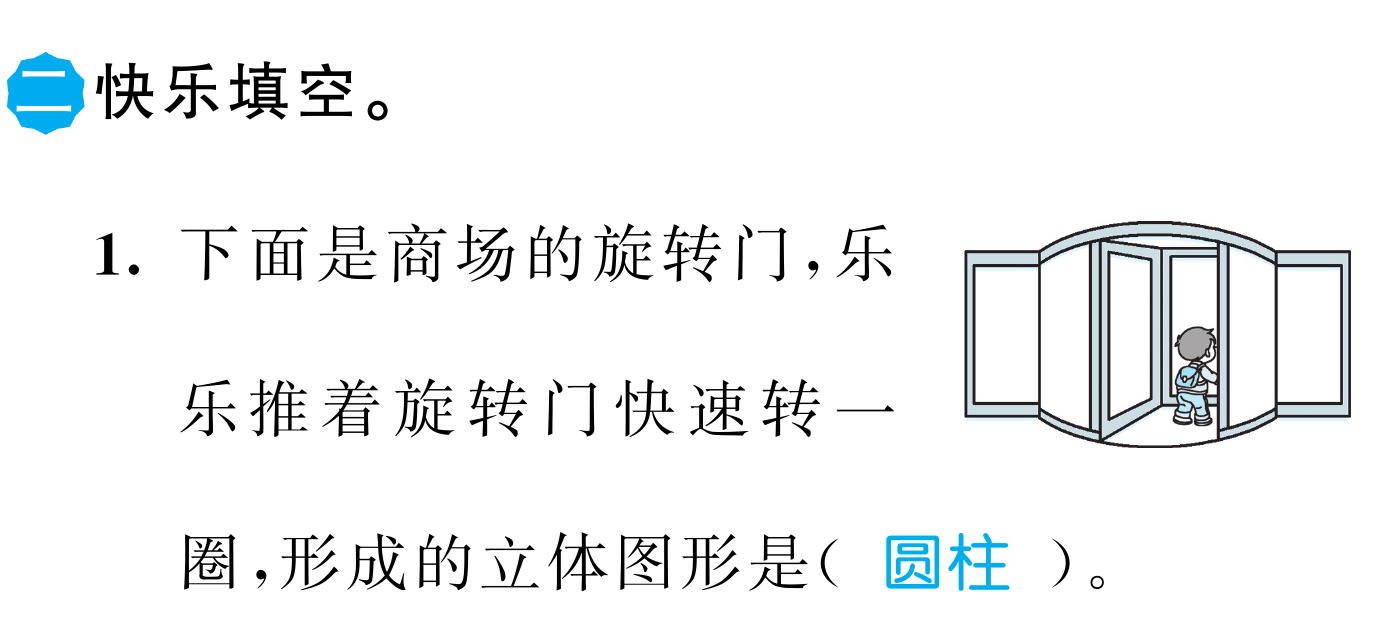 二 快乐填空。
1. 下面是商场的旋转门,乐
乐推着旋转门快速转一
圈,形成的立体图形是( 圆柱 )。